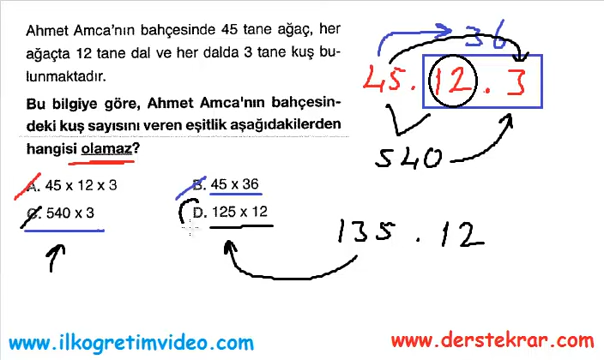 Ahmet Amca'nın bahçesinde 45 tane ağaç, her
ağaçta 12 tane dal ve her dalda 3 tane kuş bu-
lunmaktadır.
Bu bilgiye göre, Ahmet Amca'nın bahçesin-
deki kuş sayısını veren eşitlik aşağıdakilerden
hangisi olamaz?
A. 45 x 12 x 3
B. 45 x 36
C. 540 x 3
D. 125 x 12
36
45 . 12 . 3
540
135 . 12
www.ilkogretimvideo.com
www.derstekrar.com